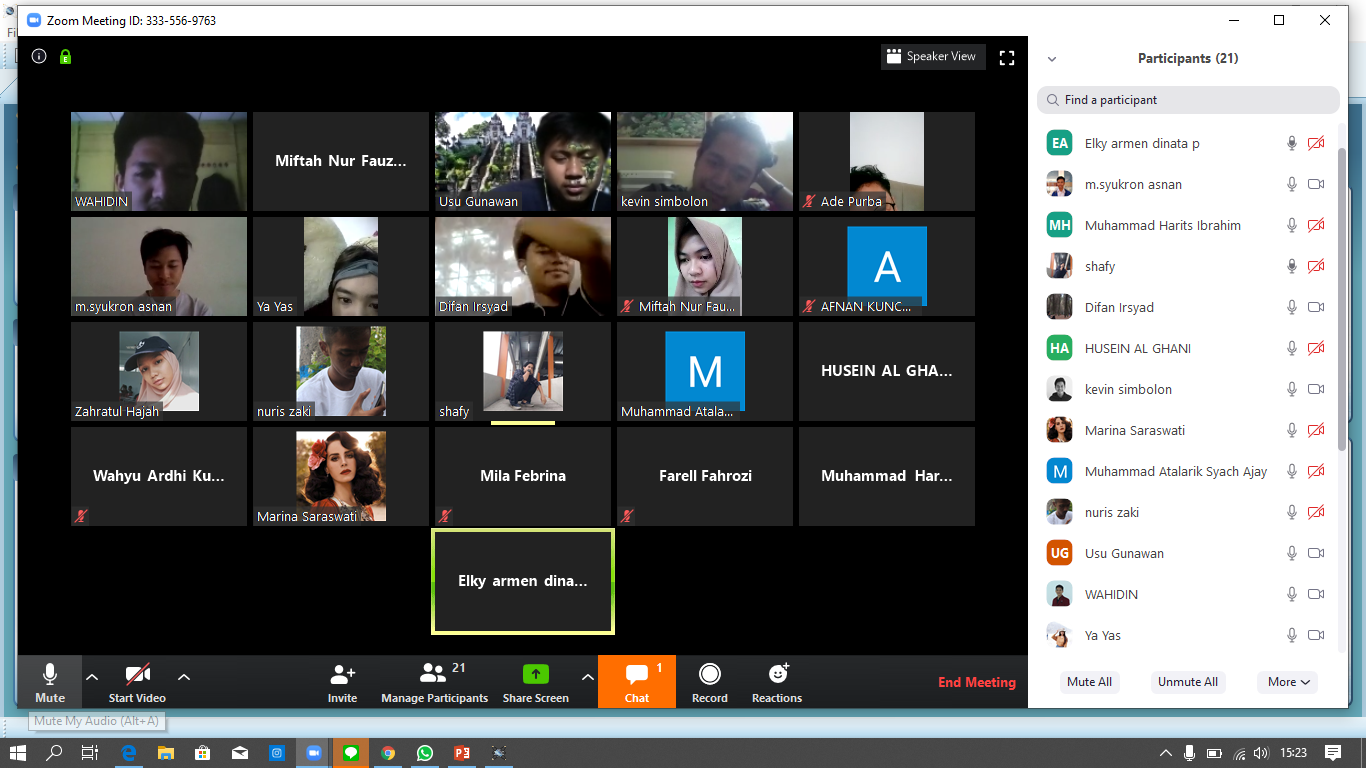 Zoom Meeting ID: 333-556-9763
Speaker View
WAHIDIN
Miftah Nur Fauz...
Usu Gunawan
kevin simbolon
Ade Purba
m.syukron asnan
Ya Yas
Difan Irsyad
Miftah Nur Fau...
A
AFNAN KUNC...
Zahratul Hajah
nuris zaki
shafy
M
Muhammad Atala...
HUSEIN AL GHA...
Wahyu Ardhi Ku...
Marina Saraswati
Mila Febrina
Farell Fahrozi
Muhammad Har...
Elky armen dina...
Mute
Start Video
Invite
21
Manage Participants
Share Screen
1
Chat
Record
Reactions
End Meeting
Mute My Audio (Alt+A)
Participants (21)
Find a participant
EA Elky armen dinata p
m.syukron asnan
MH Muhammad Harits Ibrahim
shafy
Difan Irsyad
HA HUSEIN AL GHANI
kevin simbolon
Marina Saraswati
M Muhammad Atalarik Syach Ajay
nuris zaki
UG Usu Gunawan
WAHIDIN
Ya Yas
Mute All
Unmute All
More
15:23